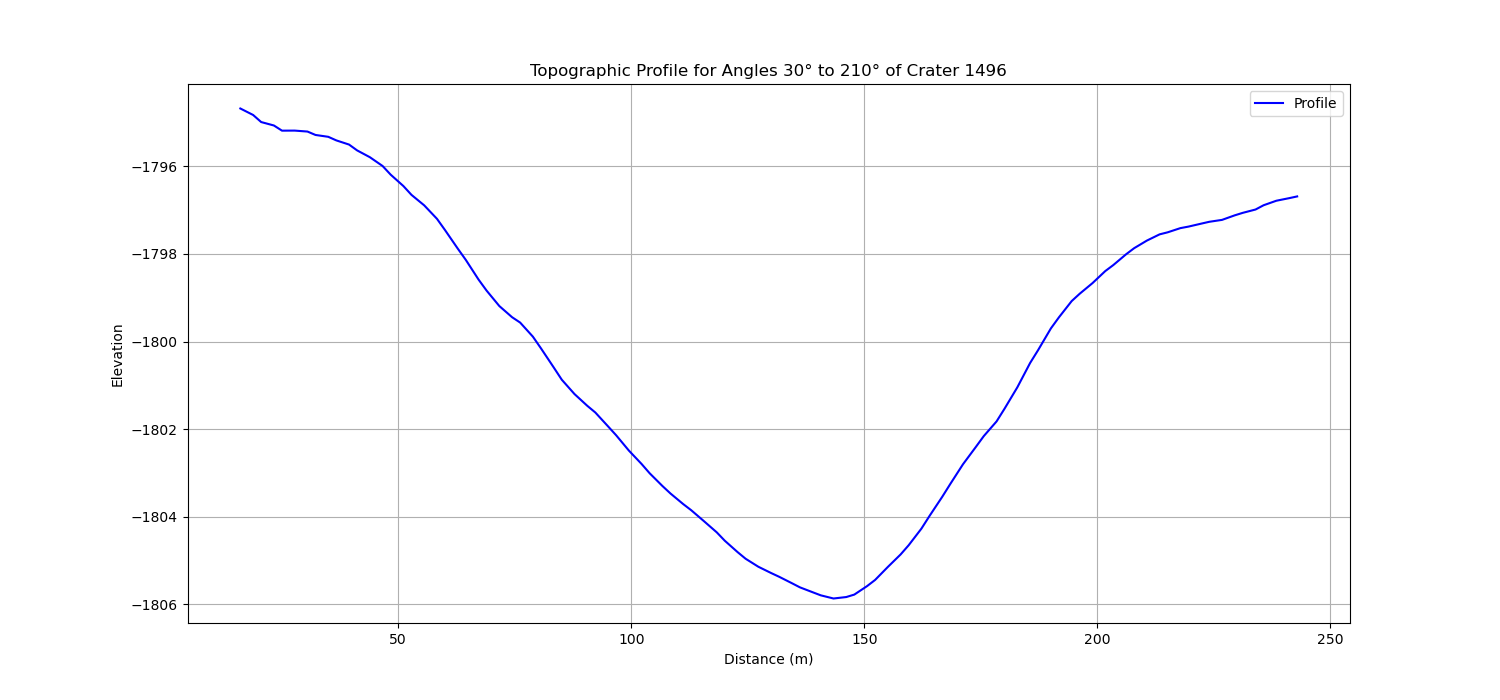 Topographic Profile for Angles 30° to 210° of Crater 1496
Profile
−1796
−1798
−1800
−1802
−1804
−1806
Elevation
50
100
150
200
250
Distance (m)